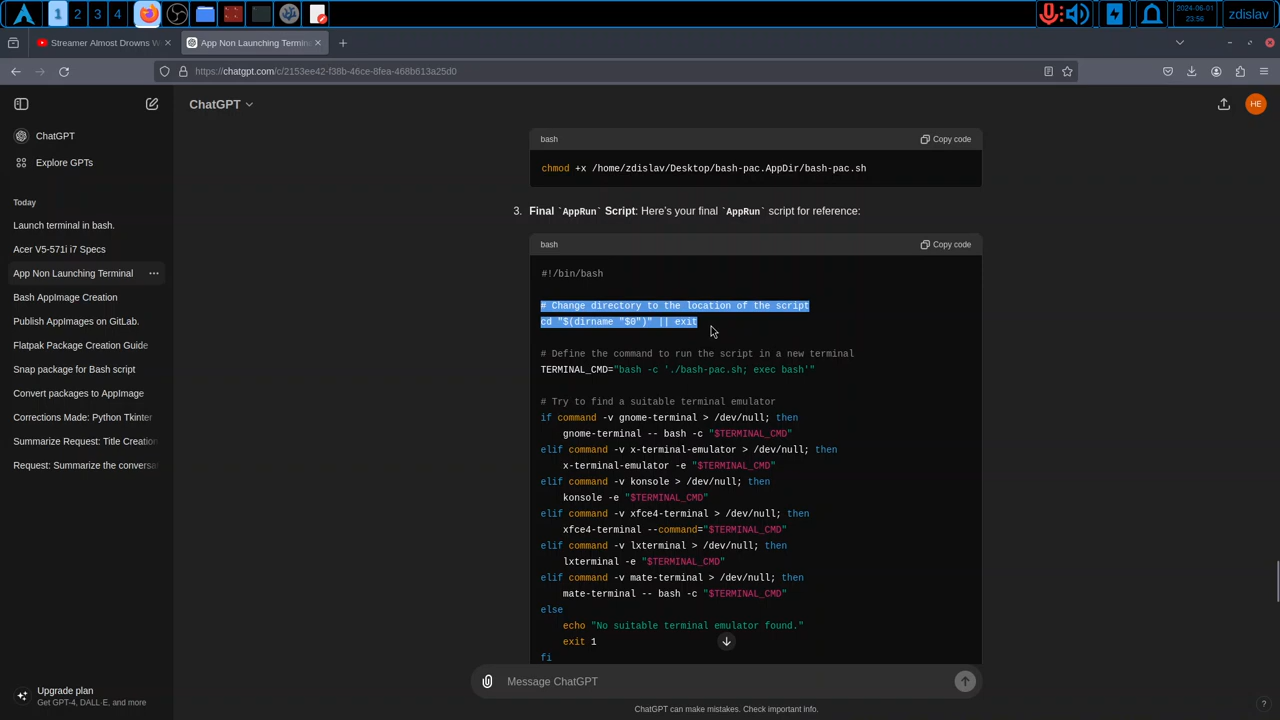 1 2 3 4
2024-06-01
23:56
zdislav
Streamer Almost Drowns W
App Non Launching Termin
https://chatgpt.com/c/2153ee42-f38b-46ce-8fea-468b613a25d0
ChatGPT
HE
ChatGPT
Explore GPTs
Today
Launch terminal in bash.
Acer V5-571i i7 Specs
App Non Launching Terminal
Bash AppImage Creation
Publish AppImages on GitLab.
Flatpak Package Creation Guide
Snap package for Bash script
Convert packages to AppImage
Corrections Made: Python Tkinter
Summarize Request: Title Creation
Request: Summarize the conversa
Upgrade plan
Get GPT-4, DALL·E, and more
bash
Copy code
chmod +x /home/zdislav/Desktop/bash-pac.AppDir/bash-pac.sh
3. Final `AppRun` Script: Here's your final `AppRun` script for reference:
bash
Copy code
#!/bin/bash
# Change directory to the location of the script
cd "$(dirname "$0")" || exit
# Define the command to run the script in a new terminal
TERMINAL_CMD="bash -c './bash-pac.sh; exec bash'"
# Try to find a suitable terminal emulator
if command -v gnome-terminal > /dev/null; then
gnome-terminal -- bash -c "$TERMINAL_CMD"
elif command -v x-terminal-emulator > /dev/null; then
x-terminal-emulator -e "$TERMINAL_CMD"
elif command -v konsole > /dev/null; then
konsole -e "$TERMINAL_CMD"
elif command -v xfce4-terminal > /dev/null; then
xfce4-terminal --command="$TERMINAL_CMD"
elif command -v lxterminal > /dev/null; then
lxterminal -e "$TERMINAL_CMD"
elif command -v mate-terminal > /dev/null; then
mate-terminal -- bash -c "$TERMINAL_CMD"
else
echo "No suitable terminal emulator found."
exit 1
fi
Message ChatGPT
ChatGPT can make mistakes. Check important info.
?